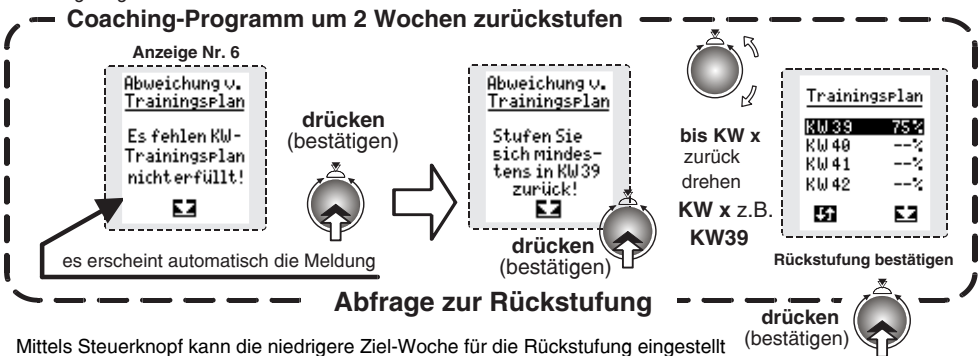 Coaching-Programm um 2 Wochen zurückstufen
Anzeige Nr. 6
Abweichung v.
Trainingsplan
Es fehlen KW-
Trainingsplan
nicht erfüllt!
drücken
(bestätigen)
es erscheint automatisch die Meldung
Abweichung v.
Trainingsplan
Stufen Sie
sich mindes-
tens in KW39
zurück!
drücken
(bestätigen)
bis KW x
zurück
drehen
KW x z.B.
KW39
Trainingsplan
KW39 75%
KW40 --%
KW41 --%
KW42 --%
Rückstufung bestätigen
Abfrage zur Rückstufung
drücken
(bestätigen)
Mittels Steuerknopf kann die niedrigere Ziel-Woche für die Rückstufung eingestellt